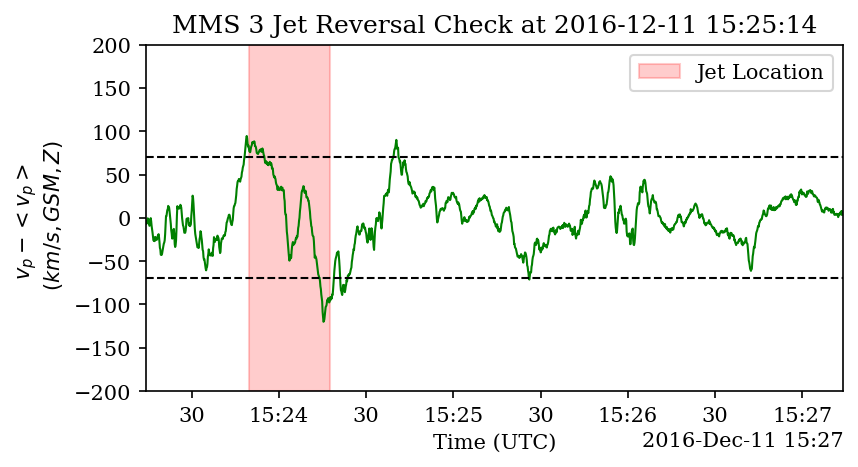 MMS 3 Jet Reversal Check at 2016-12-11 15:25:14
200
150
100
50
0
−50
−100
−150
−200
v_p − < v_p >
(km/s, GSM, Z)
Jet Location
30 15:24 30 15:25 30 15:26 30 15:27
Time (UTC)
2016-Dec-11 15:27